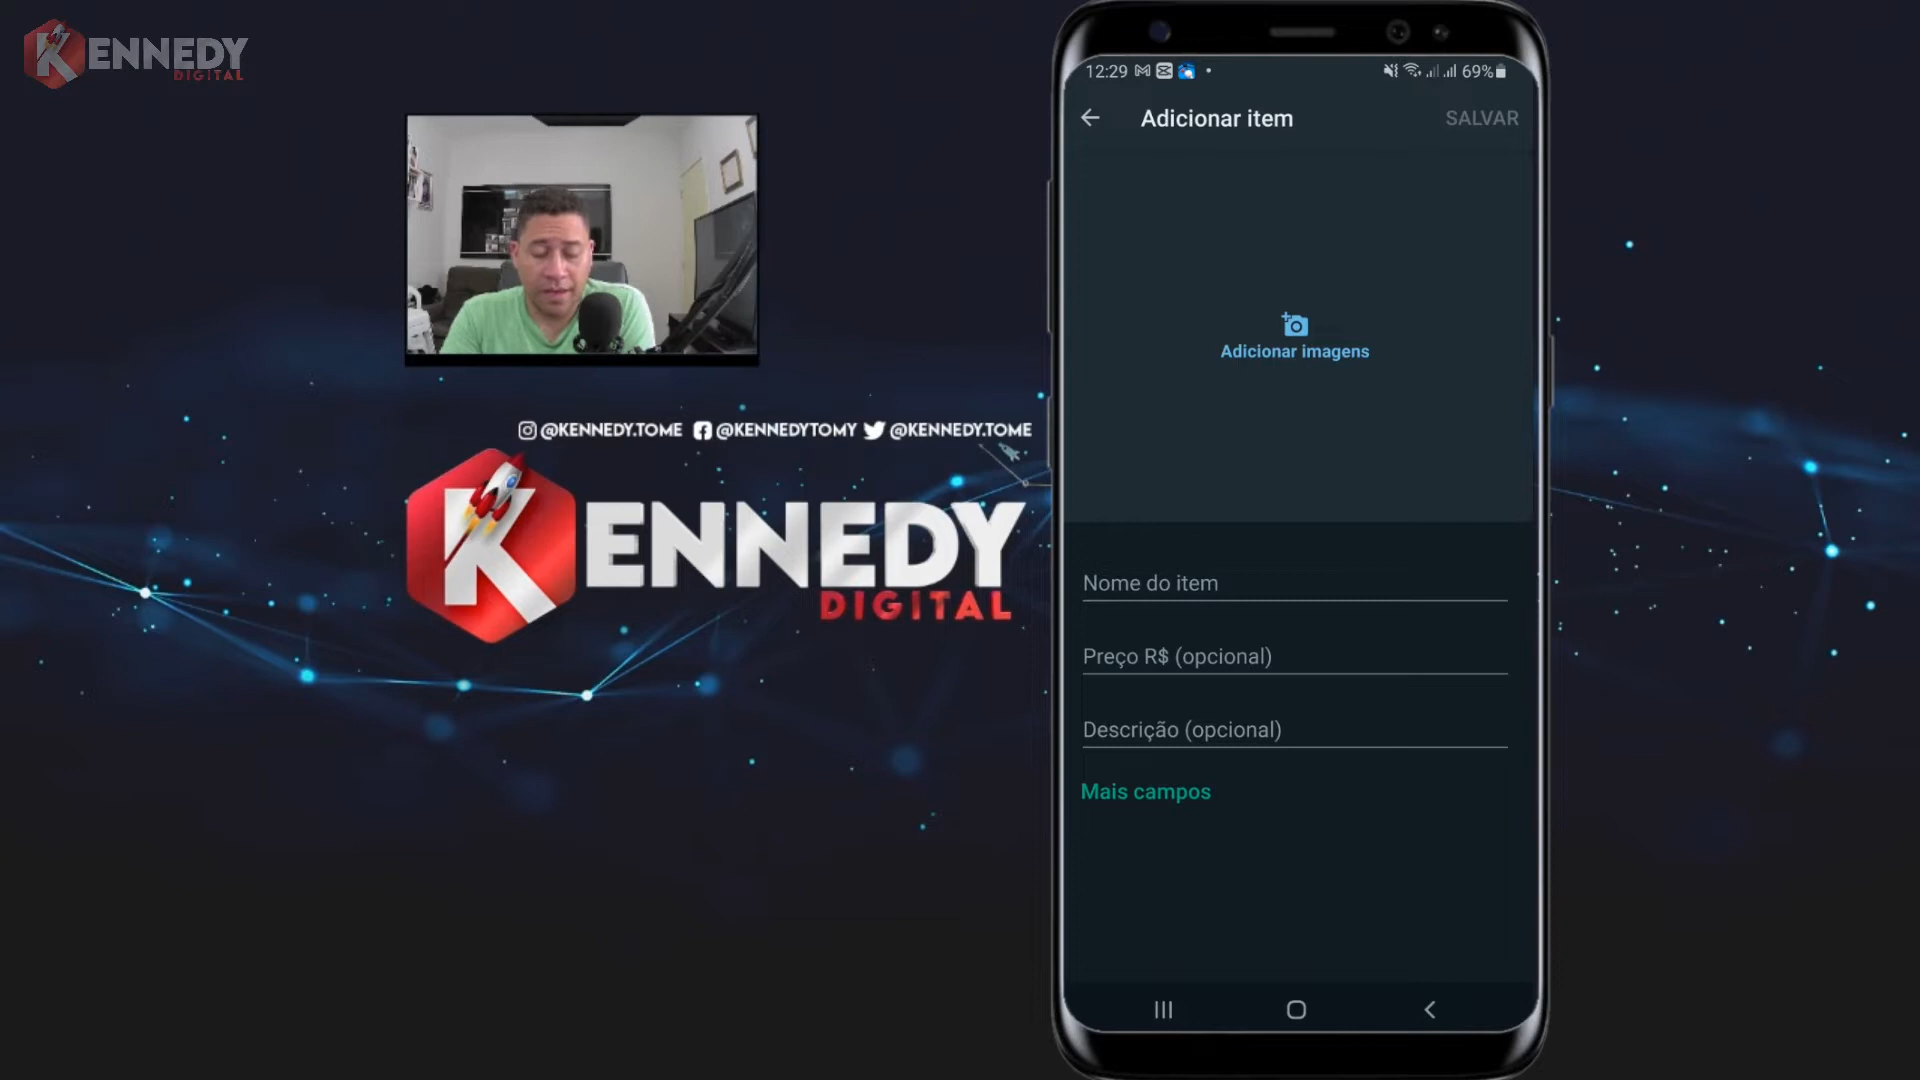 KENNEDY
DIGITAL
@KENNEDY.TOME @KENNEDYTOMY @KENNEDY.TOME
KENNEDY
DIGITAL
12:29 69%
Adicionar item SALVAR
Adicionar imagens
Nome do item
Preço R$ (opcional)
Descrição (opcional)
Mais campos